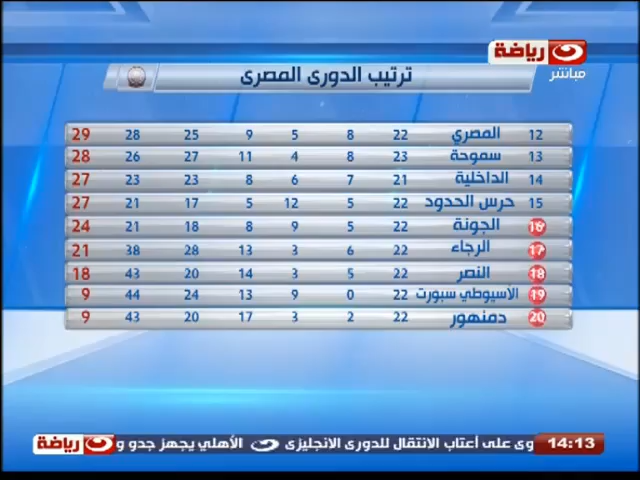 رياضة
مباشر
ترتيب الدورى المصرى
12 المصري 22 8 5 9 25 28 29
13 سموحة 23 8 4 11 27 26 28
14 الداخلية 21 7 6 8 23 23 27
15 حرس الحدود 22 5 12 5 17 21 27
16 الجونة 22 5 9 8 18 21 24
17 الرجاء 22 6 3 13 28 38 21
18 النصر 22 5 3 14 20 43 18
19 الأسيوطي سبورت 22 0 9 13 24 44 9
20 دمنهور 22 2 3 17 20 43 9
14:13 وى على أعتاب الانتقال للدورى الانجليزى الأهلي يجهز جدو و رياضة